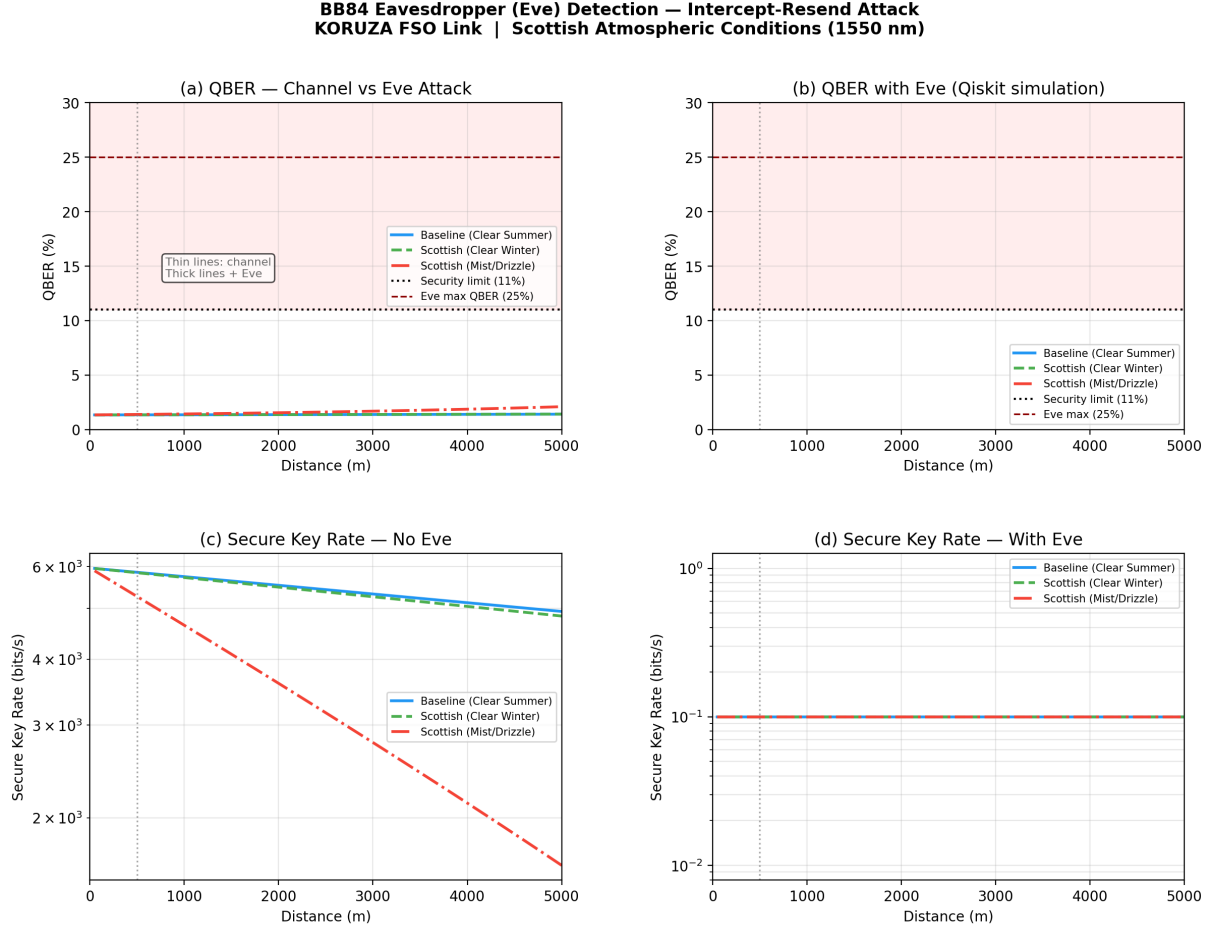 BB84 Eavesdropper (Eve) Detection — Intercept-Resend Attack
KORUZA FSO Link | Scottish Atmospheric Conditions (1550 nm)
(a) QBER — Channel vs Eve Attack
30
25
20
15
10
5
0
QBER (%)
Thin lines: channel
Thick lines + Eve
Baseline (Clear Summer)
Scottish (Clear Winter)
Scottish (Mist/Drizzle)
Security limit (11%)
Eve max QBER (25%)
0 1000 2000 3000 4000 5000
Distance (m)
(b) QBER with Eve (Qiskit simulation)
30
25
20
15
10
5
0
QBER (%)
Baseline (Clear Summer)
Scottish (Clear Winter)
Scottish (Mist/Drizzle)
Security limit (11%)
Eve max (25%)
0 1000 2000 3000 4000 5000
Distance (m)
(c) Secure Key Rate — No Eve
6 × 10³
4 × 10³
3 × 10³
2 × 10³
Secure Key Rate (bits/s)
Baseline (Clear Summer)
Scottish (Clear Winter)
Scottish (Mist/Drizzle)
0 1000 2000 3000 4000 5000
Distance (m)
(d) Secure Key Rate — With Eve
10⁰
10⁻¹
10⁻²
Secure Key Rate (bits/s)
Baseline (Clear Summer)
Scottish (Clear Winter)
Scottish (Mist/Drizzle)
0 1000 2000 3000 4000 5000
Distance (m)